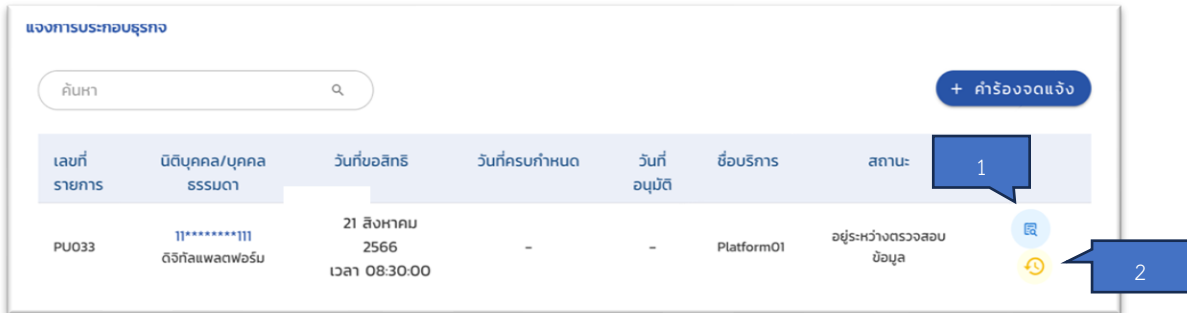 แจ้งการประกอบธุรกิจ
ค้นหา
+ คำร้องจดแจ้ง
เลขที่รายการ นิติบุคคล/บุคคลธรรมดา วันที่ขอสิทธิ วันที่ครบกำหนด วันที่อนุมัติ ชื่อบริการ สถานะ
1
PU033 11********111 ดิจิทัลแพลตฟอร์ม 21 สิงหาคม 2566 เวลา 08:30:00 - - Platform01 อยู่ระหว่างตรวจสอบข้อมูล
2